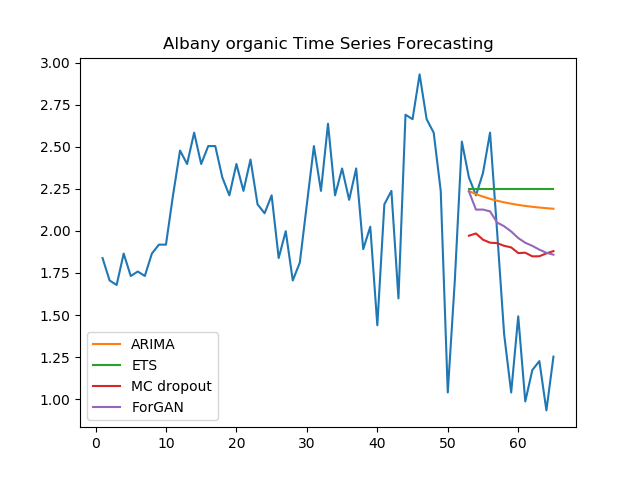 Albany organic Time Series Forecasting
3.00
2.75
2.50
2.25
2.00
1.75
1.50
1.25
1.00
ARIMA
ETS
MC dropout
ForGAN
0 10 20 30 40 50 60